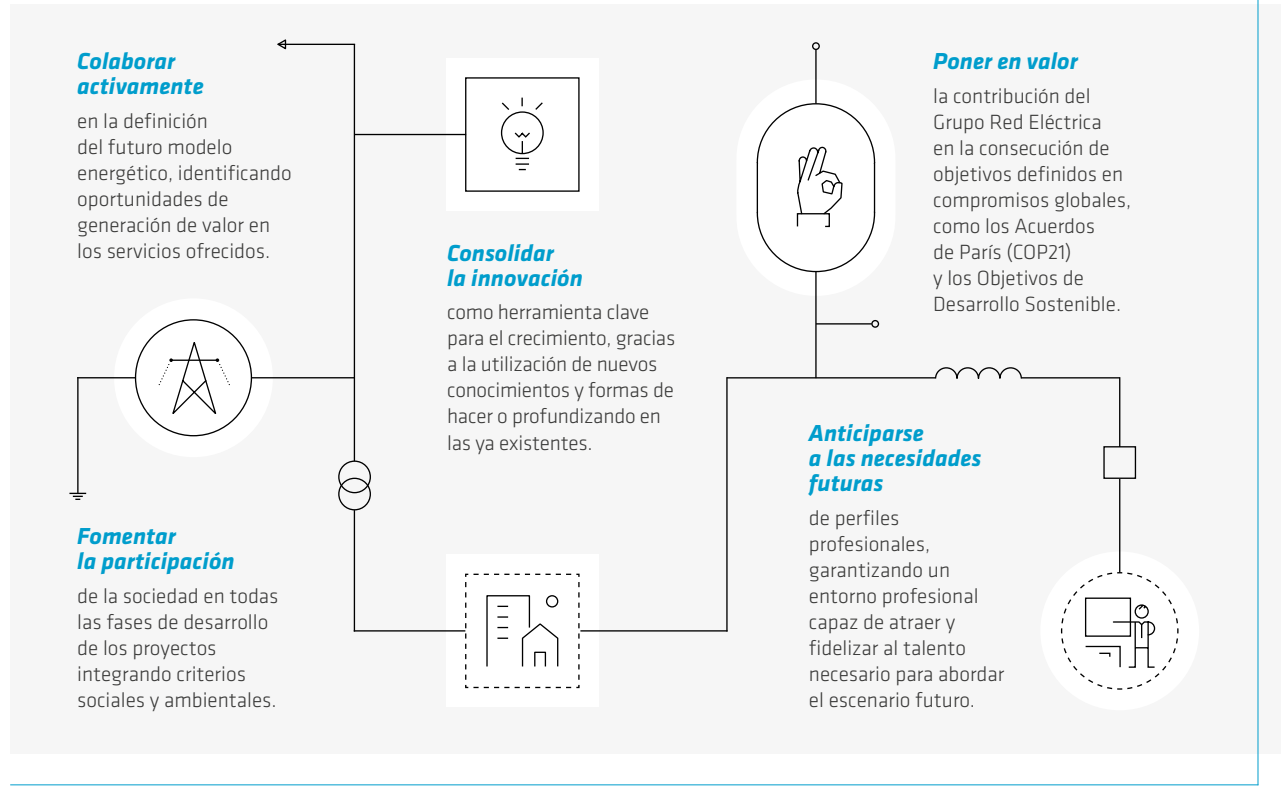 Colaborar
activamente
en la definición
del futuro modelo
energético, identificando
oportunidades de
generación de valor en
los servicios ofrecidos.
Fomentar
la participación
de la sociedad en todas
las fases de desarrollo
de los proyectos
integrando criterios
sociales y ambientales.
Consolidar
la innovación
como herramienta clave
para el crecimiento, gracias
a la utilización de nuevos
conocimientos y formas de
hacer o profundizando en
las ya existentes.
Poner en valor
la contribución del
Grupo Red Eléctrica
en la consecución de
objetivos definidos en
compromisos globales,
como los Acuerdos
de París (COP21)
y los Objetivos de
Desarrollo Sostenible.
Anticiparse
a las necesidades
futuras
de perfiles
profesionales,
garantizando un
entorno profesional
capaz de atraer y
fidelizar al talento
necesario para abordar
el escenario futuro.